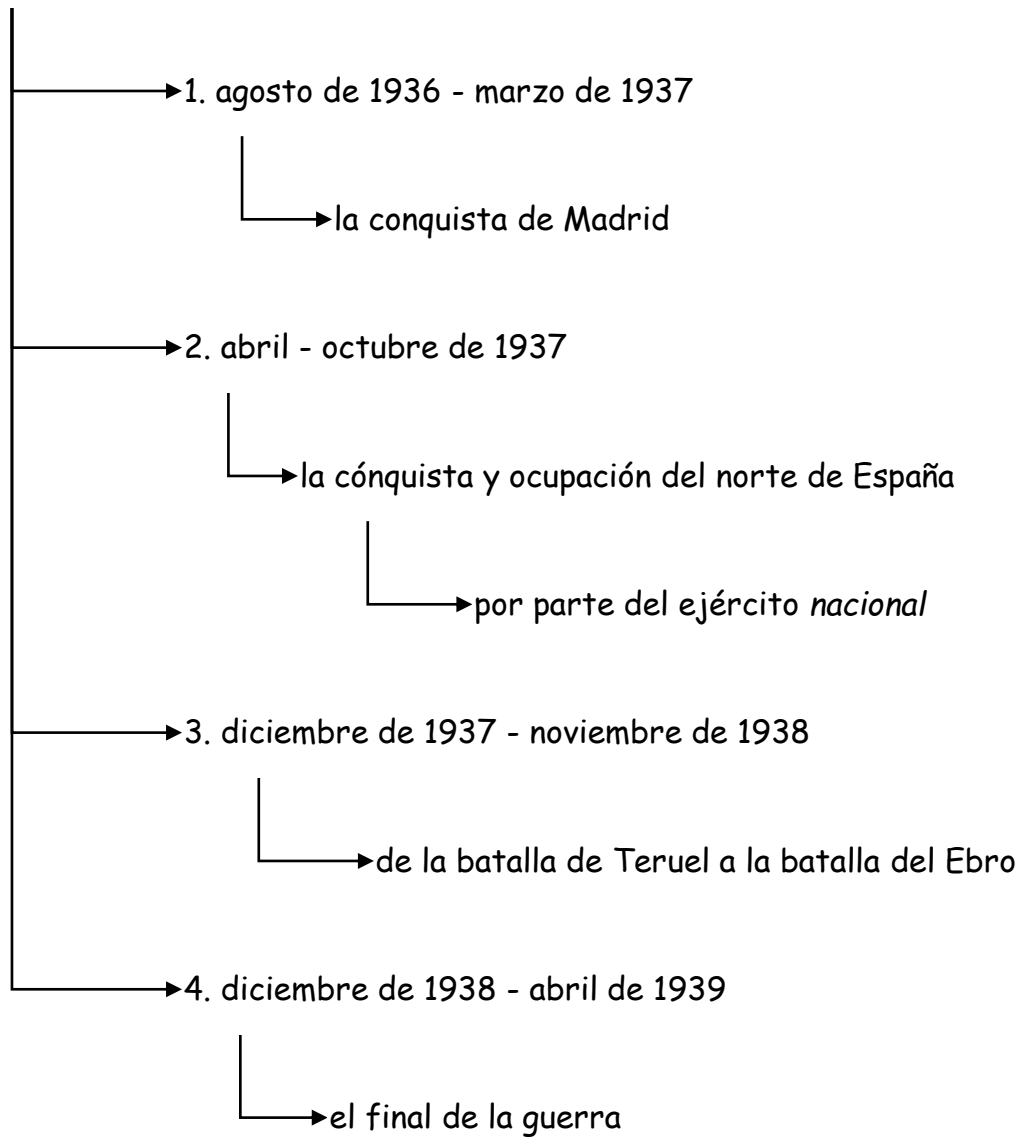 1. agosto de 1936 - marzo de 1937
la conquista de Madrid
2. abril - octubre de 1937
la cónquista y ocupación del norte de España
por parte del ejército nacional
3. diciembre de 1937 - noviembre de 1938
de la batalla de Teruel a la batalla del Ebro
4. diciembre de 1938 - abril de 1939
el final de la guerra